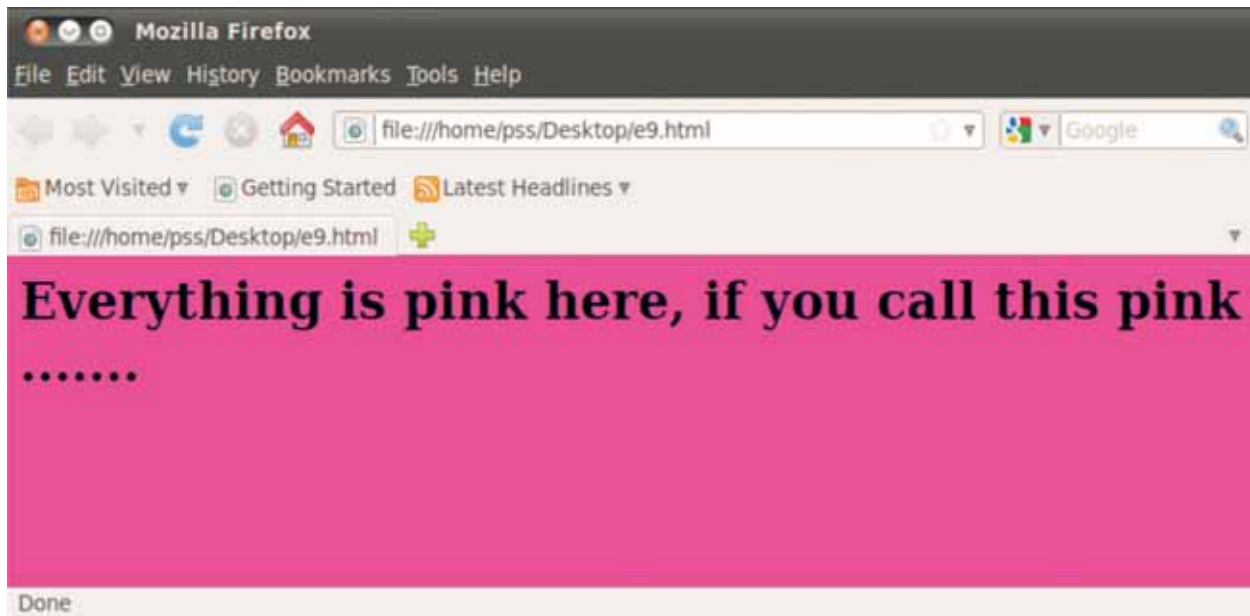 Mozilla Firefox
File Edit View History Bookmarks Tools Help
file:///home/pss/Desktop/e9.html Google
Most Visited Getting Started Latest Headlines
file:///home/pss/Desktop/e9.html
Everything is pink here, if you call this pink
.......
Done